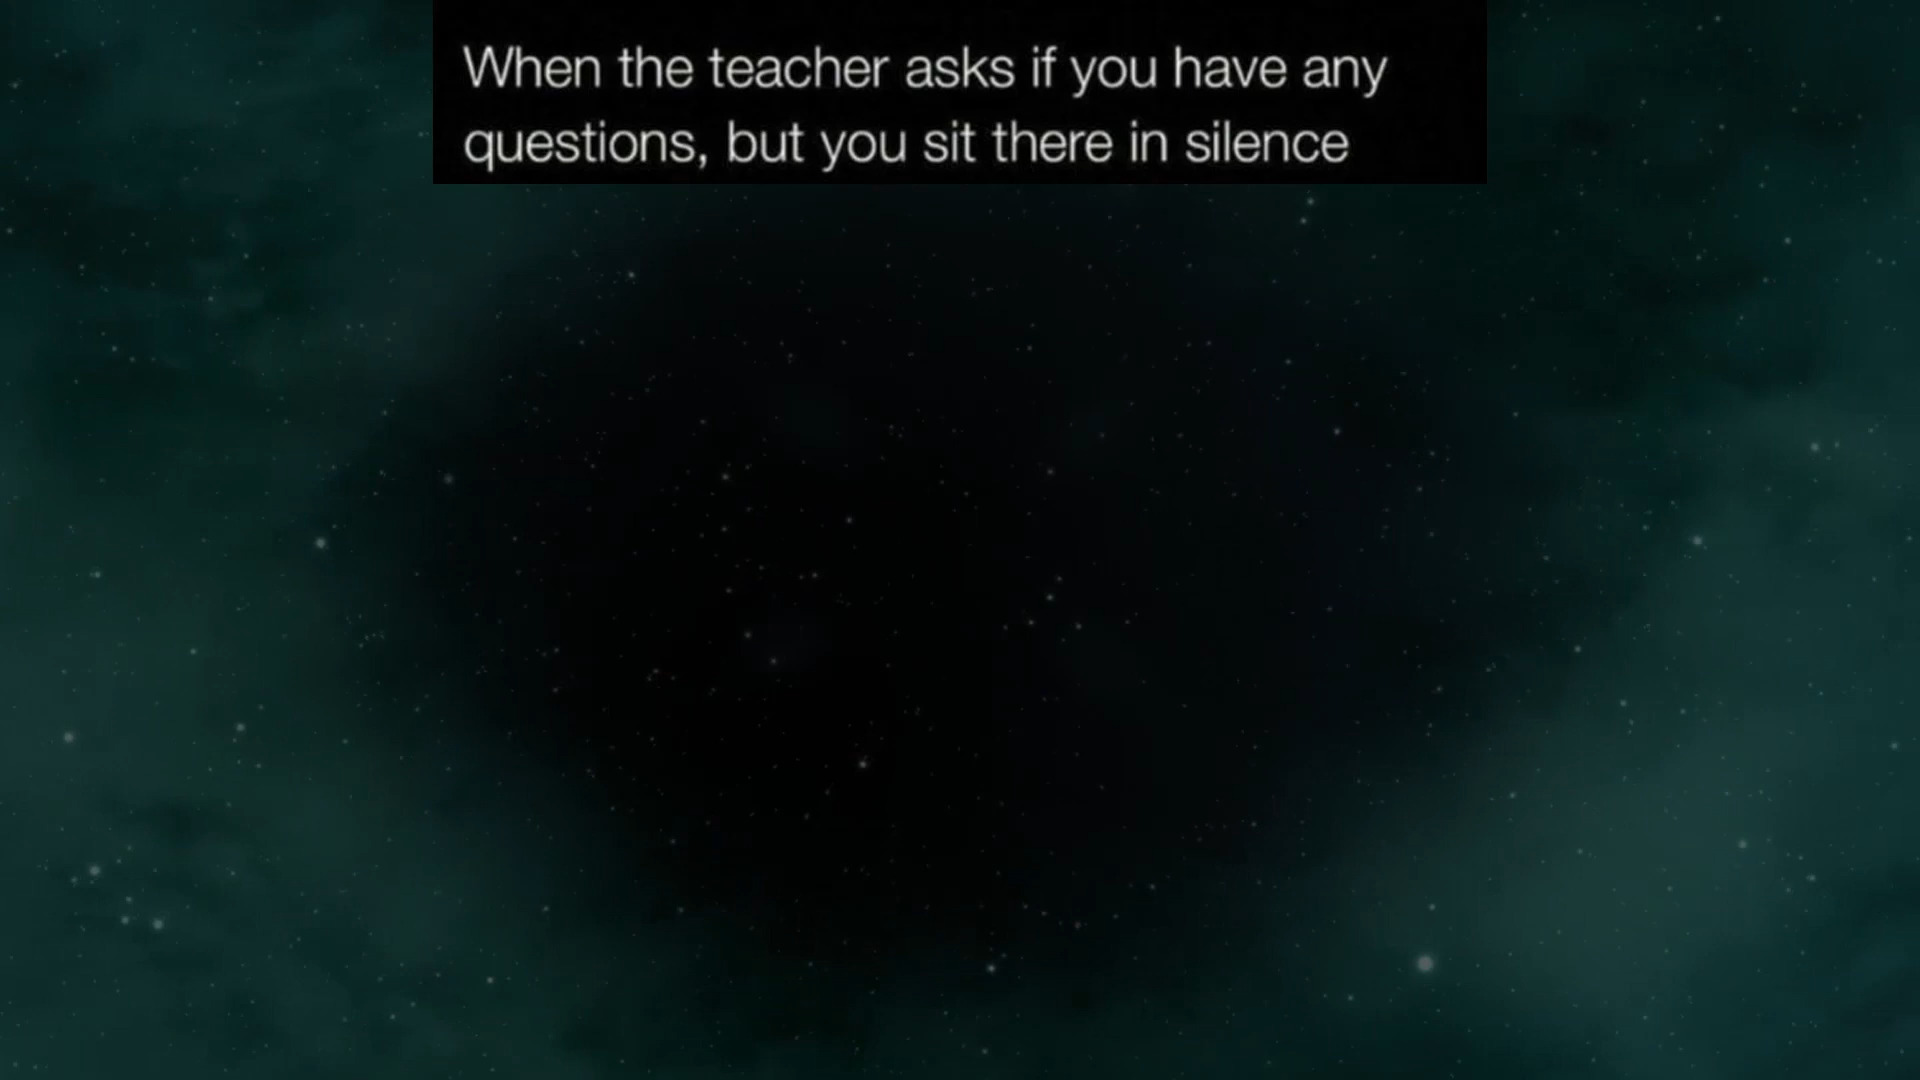 When the teacher asks if you have any
questions, but you sit there in silence